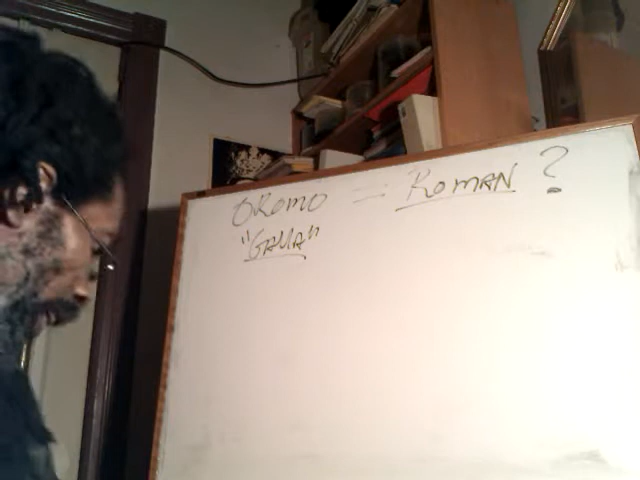 OROMO = ROMAN ?
"GALLA"